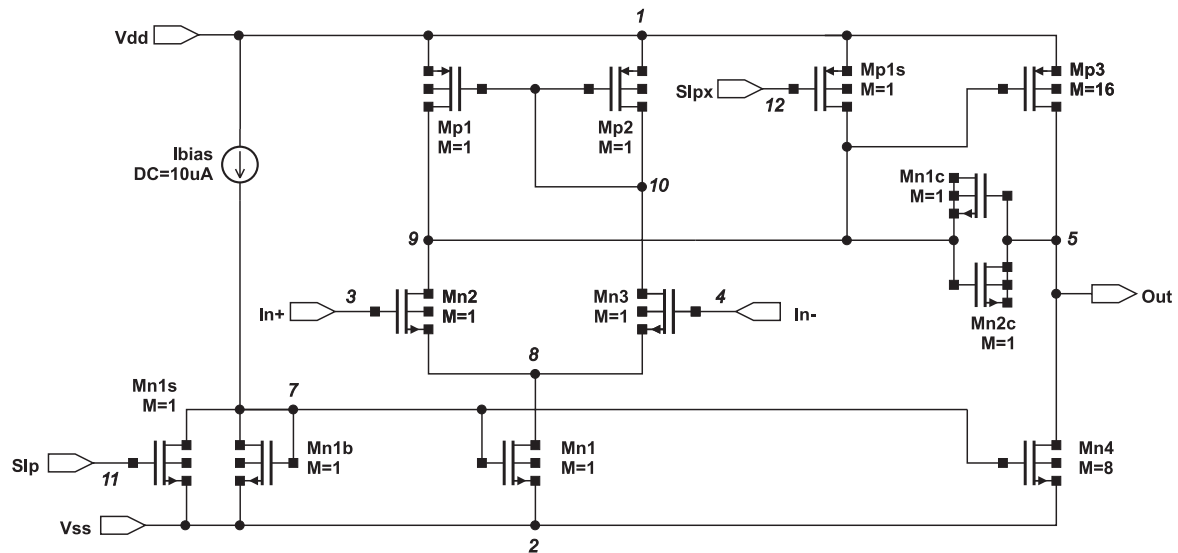 1
Vdd
Mp1s
M=1
Mp3
M=16
Slpx
12
Mp1
M=1
Mp2
M=1
Ibias
DC=10uA
Mn1c
M=1
10
9
5
3
Mn2
M=1
Mn3
M=1
4
In+
In-
Out
Mn2c
M=1
8
Mn1s
M=1
7
Mn1b
M=1
Mn1
M=1
Mn4
M=8
Slp
11
Vss
2